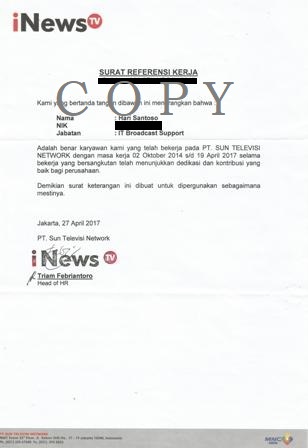 iNews TV
SURAT REFERENSI KERJA
COPY
Kami yang bertanda tangan dibawah ini menerangkan bahwa :
Nama : Hari Santoso
NIK :
Jabatan : IT Broadcast Support
Adalah benar karyawan kami yang telah bekerja pada PT. SUN TELEVISI
NETWORK dengan masa kerja 02 Oktober 2014 s/d 19 April 2017 selama
bekerja yang bersangkutan telah menunjukkan dedikasi dan kontribusi yang
baik bagi perusahaan.
Demikian surat keterangan ini dibuat untuk dipergunakan sebagaimana
mestinya.
Jakarta, 27 April 2017
PT. Sun Televisi Network
iNews TV
Triam Febriantoro
Head of HR
PT SUN TELEVISI NETWORK
MNC